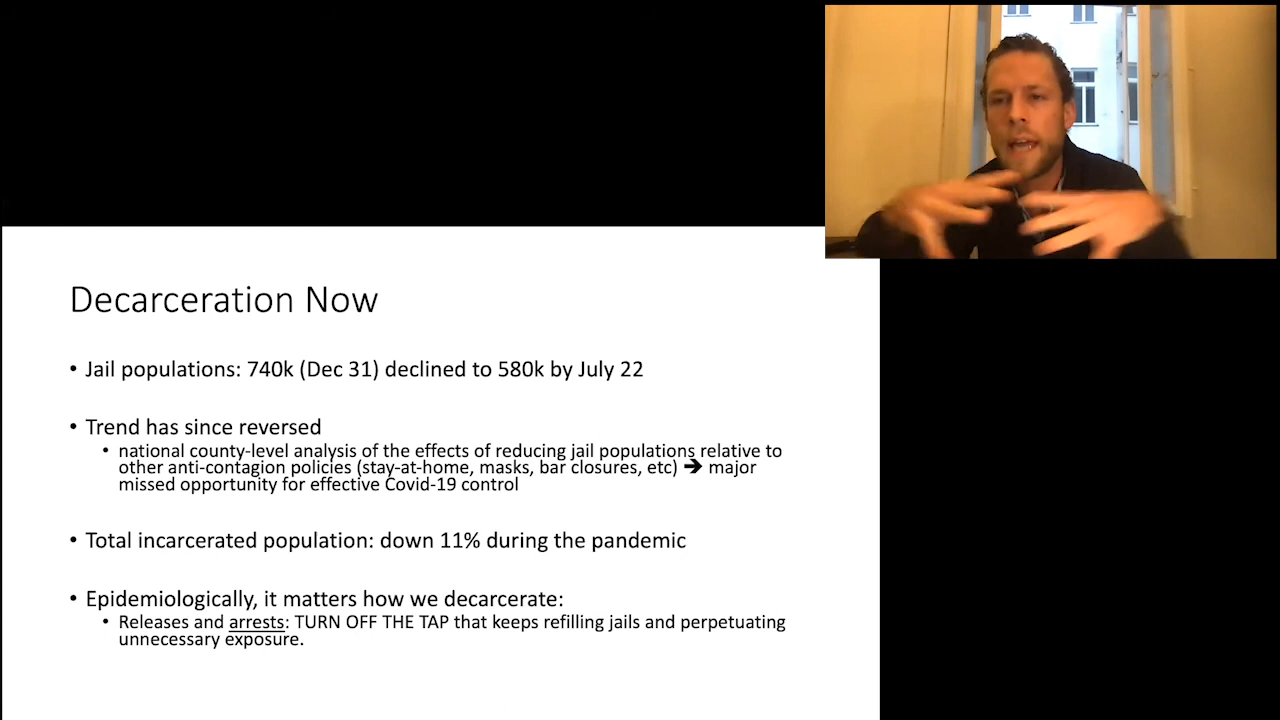 Decarceration Now
• Jail populations: 740k (Dec 31) declined to 580k by July 22
• Trend has since reversed
• national county-level analysis of the effects of reducing jail populations relative to
other anti-contagion policies (stay-at-home, masks, bar closures, etc) ➔ major
missed opportunity for effective Covid-19 control
• Total incarcerated population: down 11% during the pandemic
• Epidemiologically, it matters how we decarcerate:
• Releases and arrests: TURN OFF THE TAP that keeps refilling jails and perpetuating
unnecessary exposure.